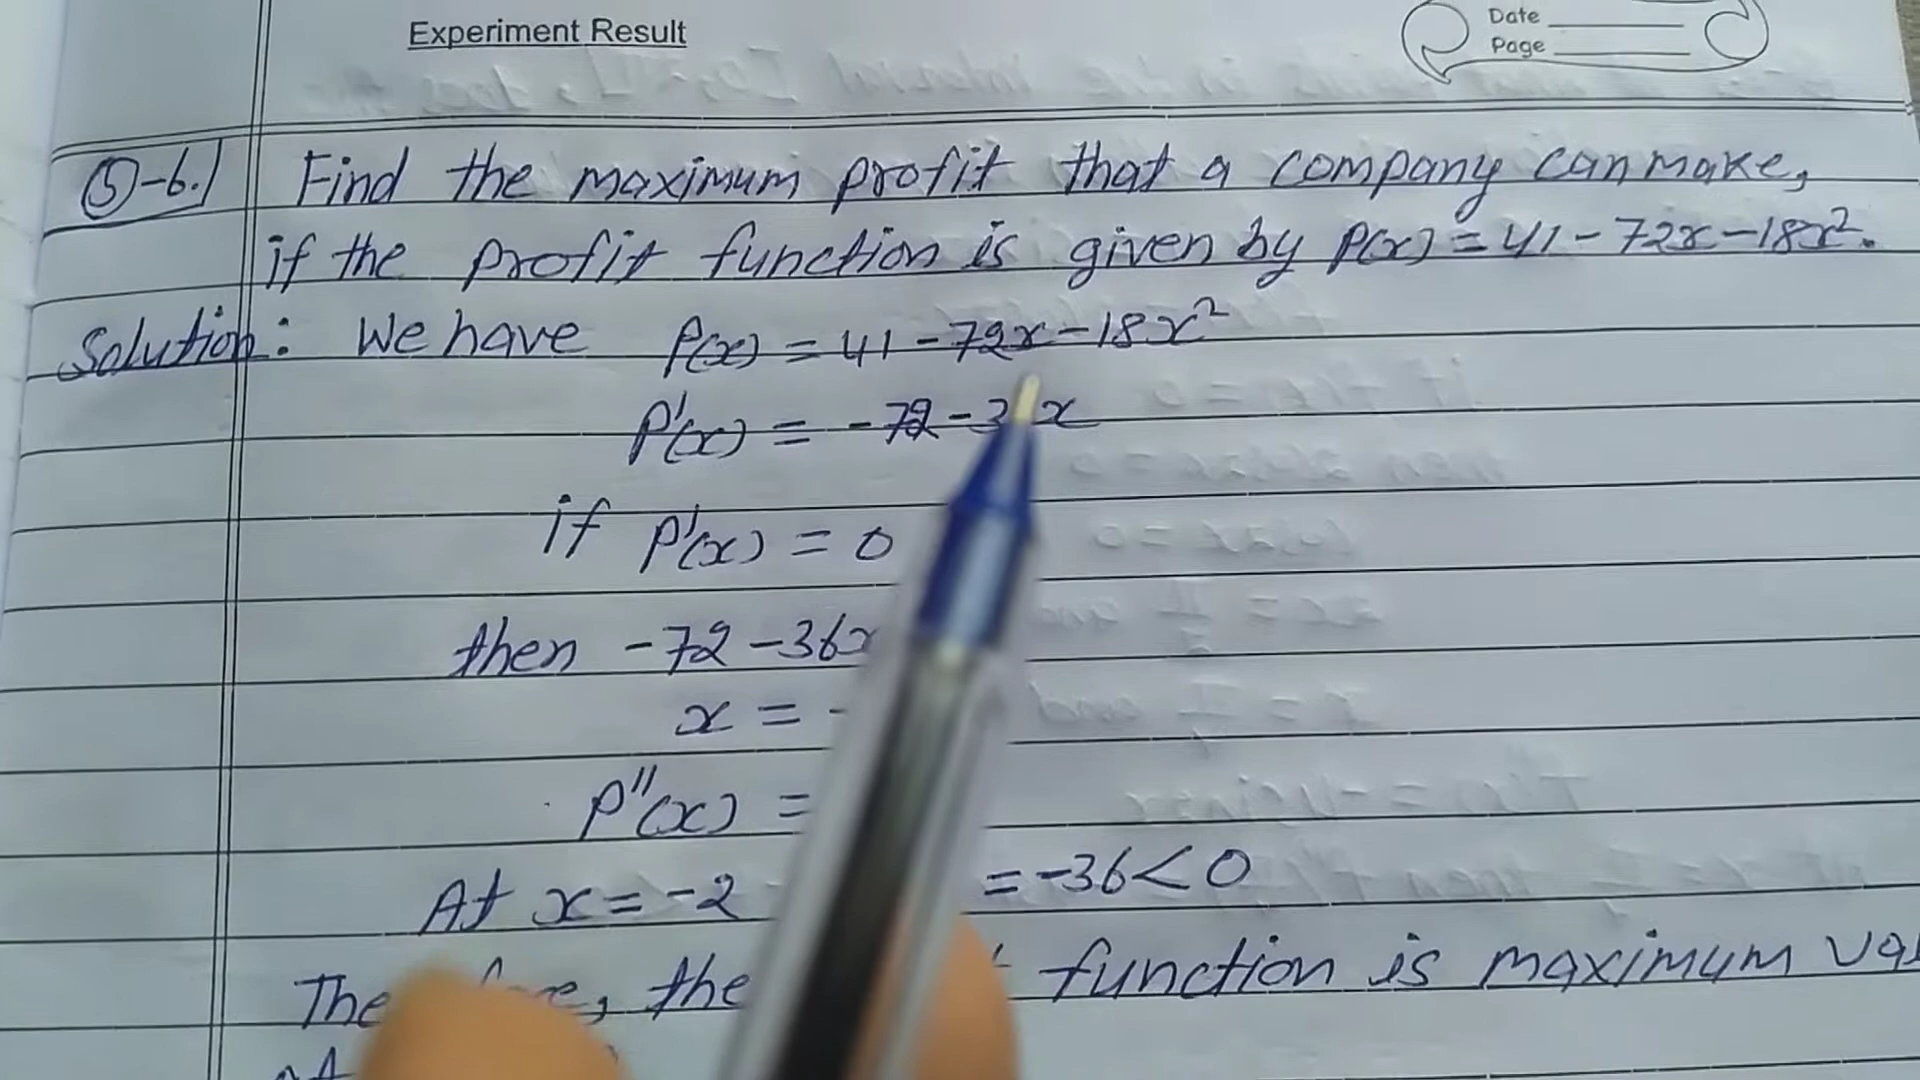 Experiment Result
Date
Page
⑤-6. Find the maximum profit that a company can make,
if the profit function is given by P(x) = 41 - 72x - 18x².
Solution: We have P(x) = 41 - 72x - 18x²
P'(x) = -72 - 3 x
if P'(x) = 0
then -72 - 36x
x = -
P''(x) =
At x = -2 = -36 < 0
the function is maximum